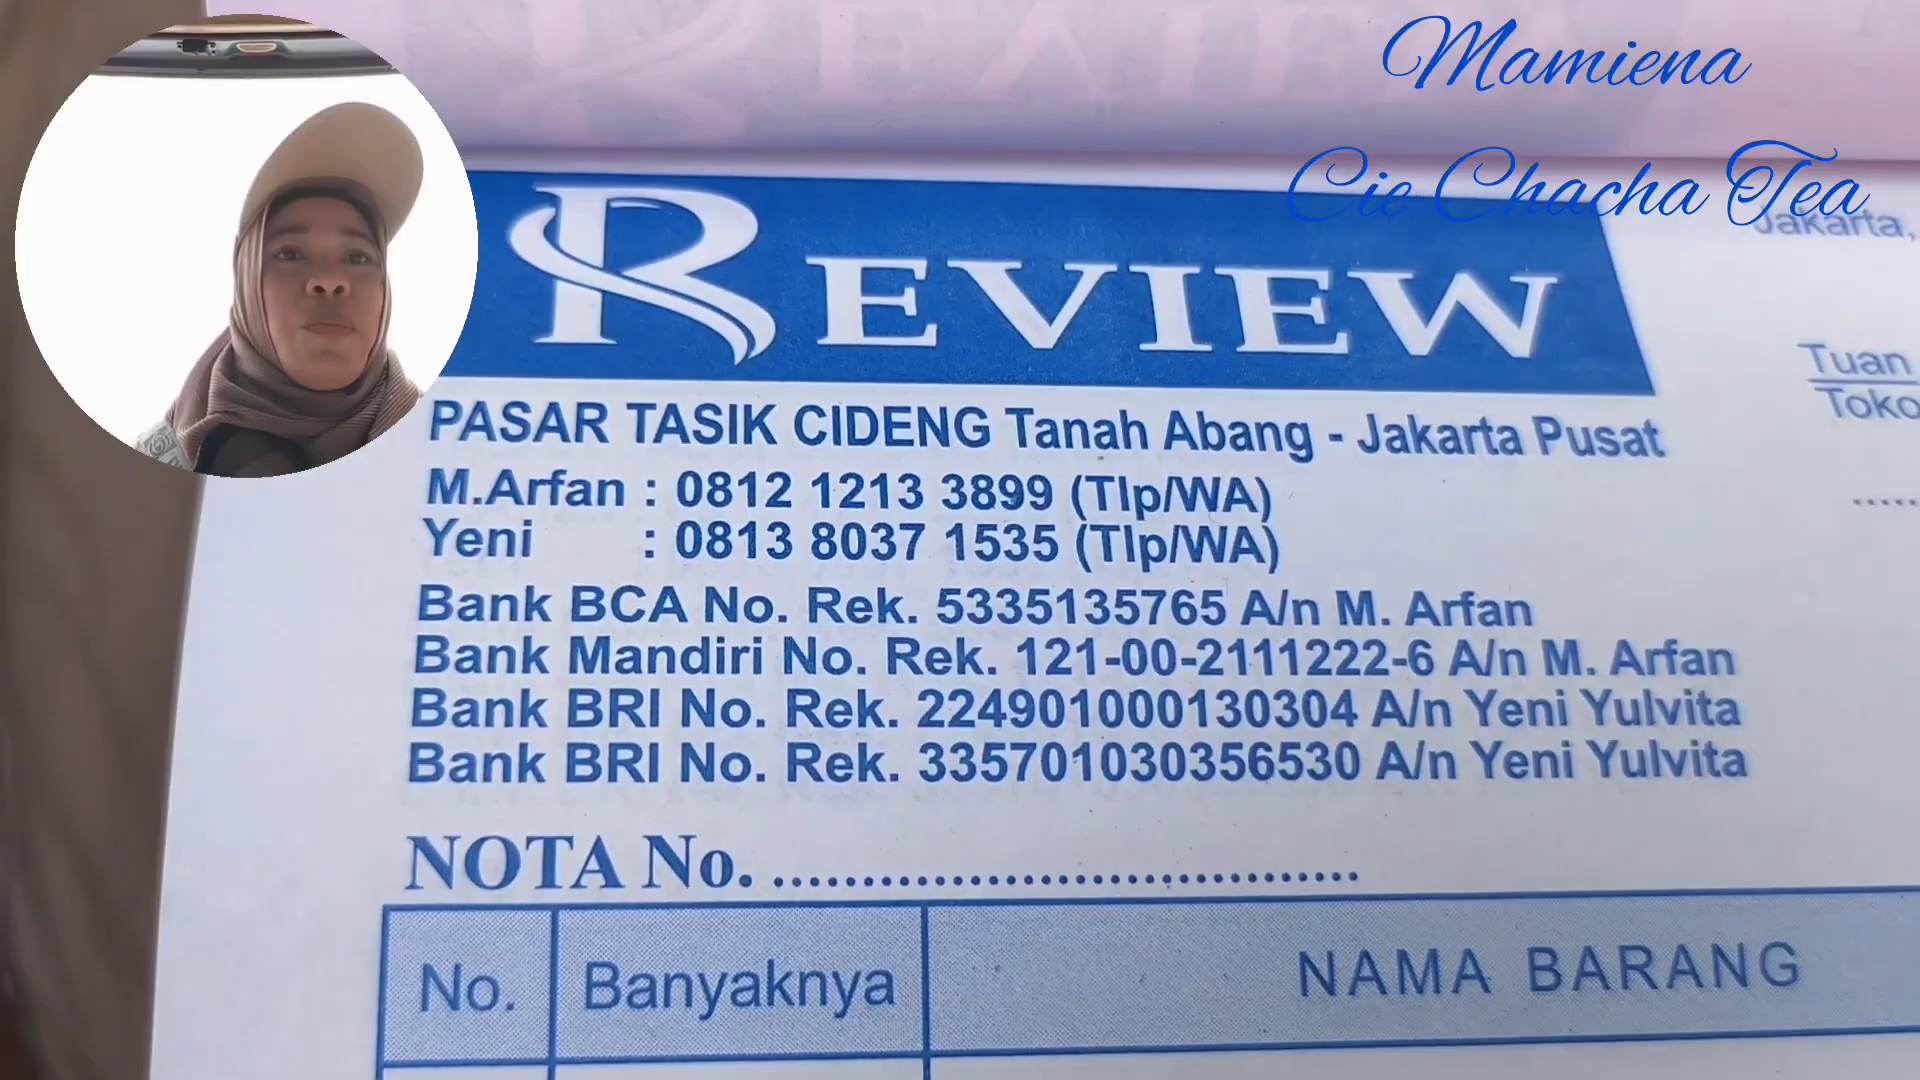 Mamiena
Cie Chacha Tea
REVIEW
Jakarta,
Tuan
Toko
PASAR TASIK CIDENG Tanah Abang - Jakarta Pusat
M.Arfan : 0812 1213 3899 (Tlp/WA)
Yeni : 0813 8037 1535 (Tlp/WA)
Bank BCA No. Rek. 5335135765 A/n M. Arfan
Bank Mandiri No. Rek. 121-00-2111222-6 A/n M. Arfan
Bank BRI No. Rek. 224901000130304 A/n Yeni Yulvita
Bank BRI No. Rek. 335701030356530 A/n Yeni Yulvita
NOTA No. ..................................
No. Banyaknya NAMA BARANG